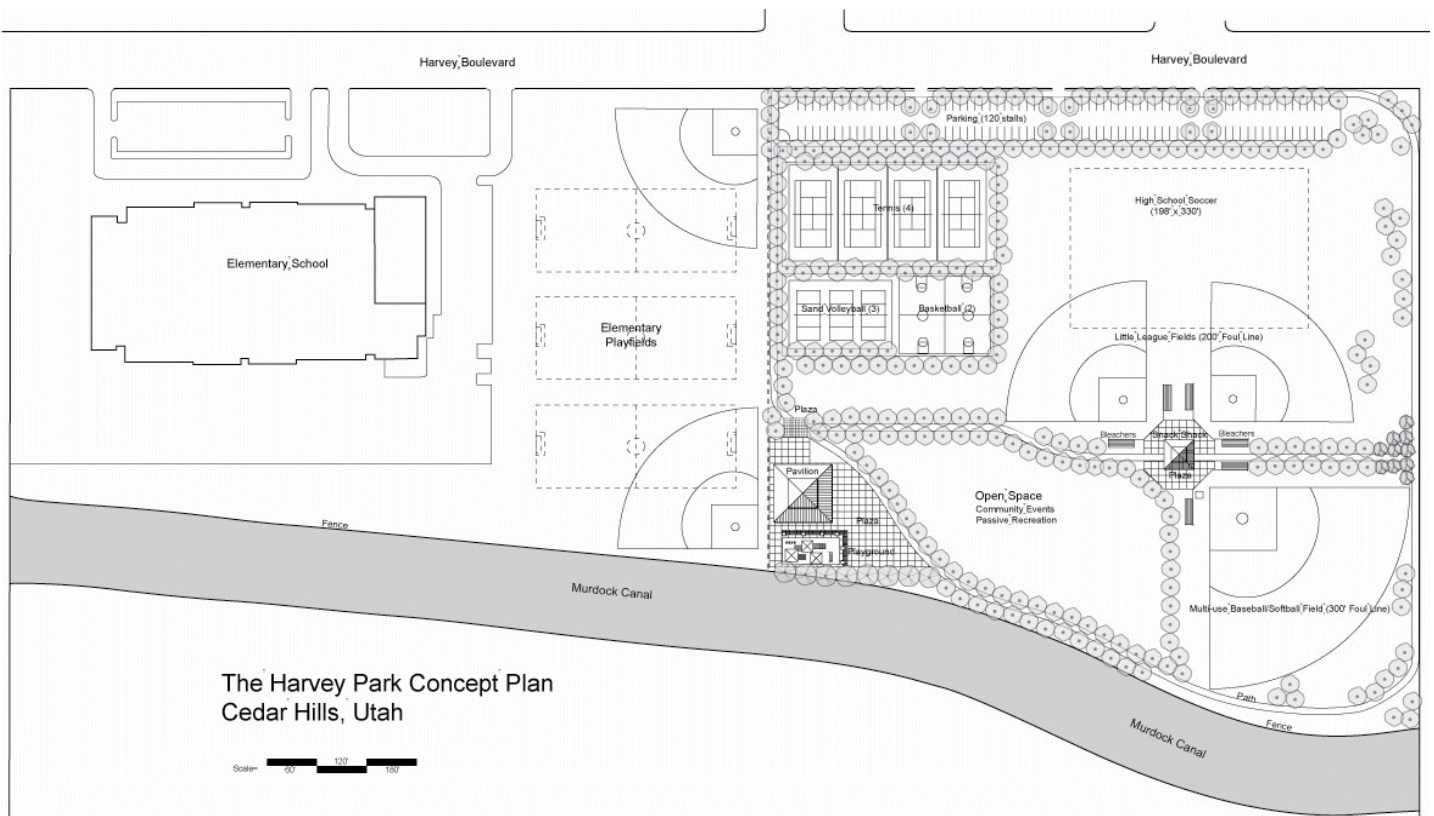 Harvey Boulevard
Harvey Boulevard
Parking (120 stalls)
High School Soccer
(198' x 330')
Tennis (4)
Elementary School
Sand Volleyball (3)
Basketball (2)
Elementary
Playfields
Little League Fields (200' Foul Line)
Plaza
Bleachers
Snack Shack
Bleachers
Pavilion
Plaza
Open Space
Community Events
Passive Recreation
Plaza
Fence
Playground
Murdock Canal
Multi-use Baseball/Softball Field (300' Foul Line)
The Harvey Park Concept Plan
Cedar Hills, Utah
Path
Fence
Murdock Canal
Scale=
60'
120'
180'